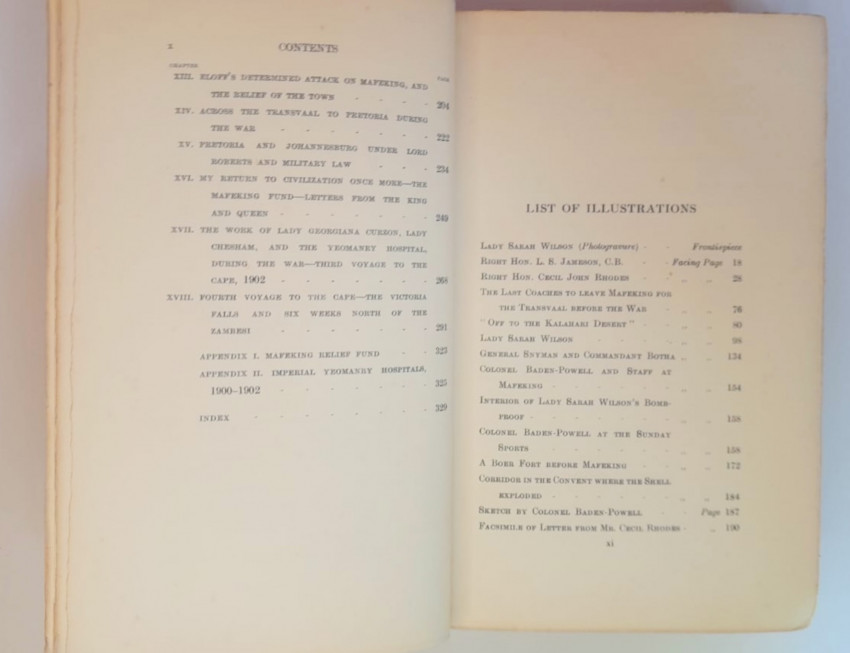 x CONTENTS
CHAPTER PAGE
XIII. ELOFF'S DETERMINED ATTACK ON MAFEKING, AND
THE RELIEF OF THE TOWN - - - - 204
XIV. ACROSS THE TRANSVAAL TO PRETORIA DURING
THE WAR - - - - - - 222
XV. PRETORIA AND JOHANNESBURG UNDER LORD
ROBERTS AND MILITARY LAW - - - 234
XVI. MY RETURN TO CIVILIZATION ONCE MORE—THE
MAFEKING FUND—LETTERS FROM THE KING
AND QUEEN - - - - - - 249
XVII. THE WORK OF LADY GEORGIANA CURZON, LADY
CHESHAM, AND THE YEOMANRY HOSPITAL,
DURING THE WAR—THIRD VOYAGE TO THE
CAPE, 1902 - - - - - - 268
XVIII. FOURTH VOYAGE TO THE CAPE—THE VICTORIA
FALLS AND SIX WEEKS NORTH OF THE
ZAMBESI - - - - - - 291
APPENDIX I. MAFEKING RELIEF FUND - - 323
APPENDIX II. IMPERIAL YEOMANRY HOSPITALS,
1900-1902 - - - - - - 325
INDEX - - - - - - - 329
LIST OF ILLUSTRATIONS
LADY SARAH WILSON (Photogravure) - - Frontispiece
RIGHT HON. L. S. JAMESON, C.B. - - Facing Page 18
RIGHT HON. CECIL JOHN RHODES - - „ „ 28
THE LAST COACHES TO LEAVE MAFEKING FOR
THE TRANSVAAL BEFORE THE WAR - - „ „ 76
"OFF TO THE KALAHARI DESERT" - - „ „ 80
LADY SARAH WILSON - - - - „ „ 98
GENERAL SNYMAN AND COMMANDANT BOTHA „ „ 134
COLONEL BADEN-POWELL AND STAFF AT
MAFEKING - - - - - „ „ 154
INTERIOR OF LADY SARAH WILSON'S BOMB-
PROOF - - - - - - „ „ 158
COLONEL BADEN-POWELL AT THE SUNDAY
SPORTS - - - - - „ „ 158
A BOER FORT BEFORE MAFEKING - - „ „ 172
CORRIDOR IN THE CONVENT WHERE THE SHELL
EXPLODED - - - - - „ „ 184
SKETCH BY COLONEL BADEN-POWELL - - Page 187
FACSIMILE OF LETTER FROM MR. CECIL RHODES - „ 190
xi